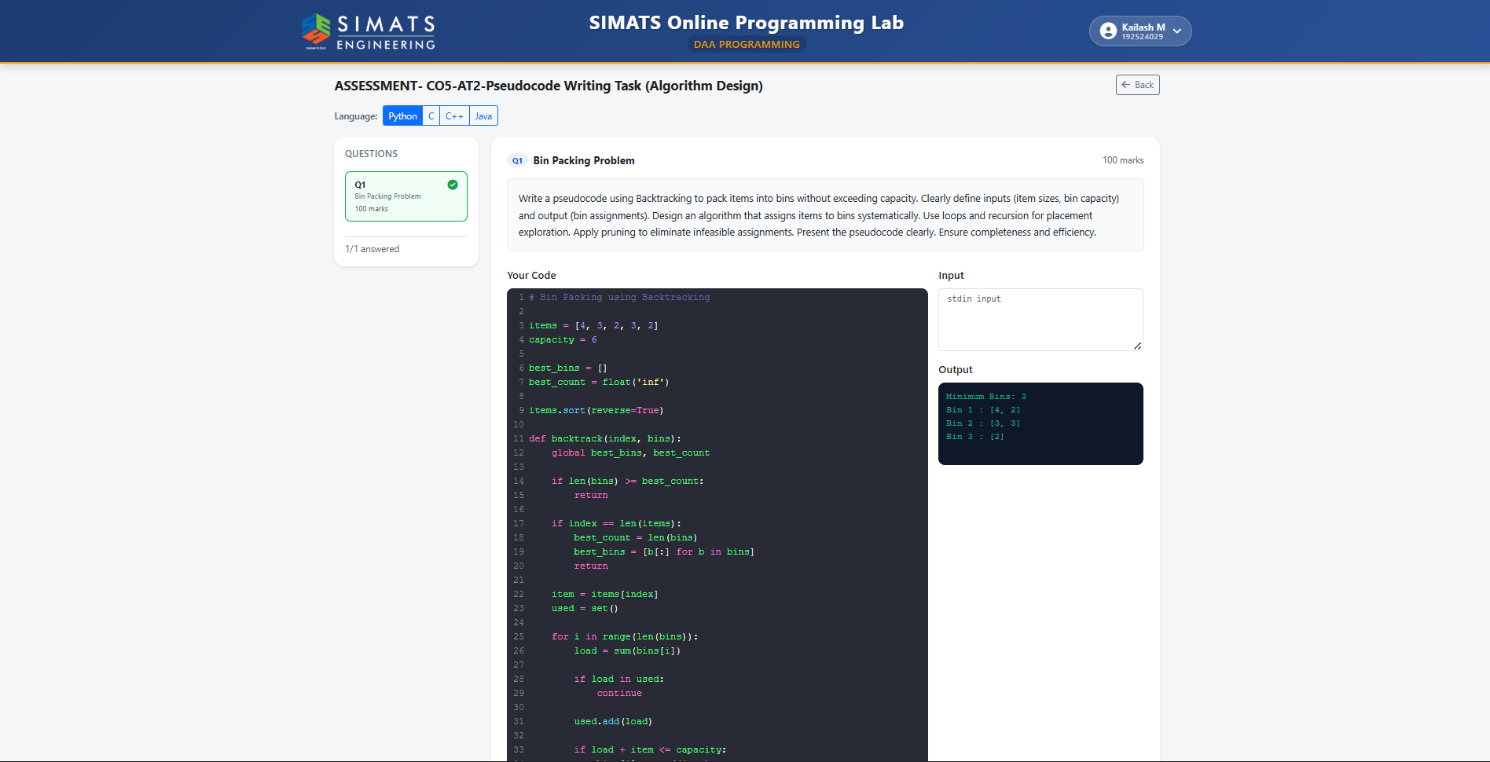 SIMATS
ENGINEERING
SIMATS Online Programming Lab
DAA PROGRAMMING
Kailash M
192524029
ASSESSMENT- CO5-AT2-Pseudocode Writing Task (Algorithm Design)
← Back
Language: Python C C++ Java
QUESTIONS
Q1
Bin Packing Problem
100 marks
1/1 answered
Q1 Bin Packing Problem 100 marks
Write a pseudocode using Backtracking to pack items into bins without exceeding capacity. Clearly define inputs (item sizes, bin capacity)
and output (bin assignments). Design an algorithm that assigns items to bins systematically. Use loops and recursion for placement
exploration. Apply pruning to eliminate infeasible assignments. Present the pseudocode clearly. Ensure completeness and efficiency.
Your Code
1 # Bin Packing using Backtracking
2
3 items = [4, 3, 2, 3, 2]
4 capacity = 6
5
6 best_bins = []
7 best_count = float('inf')
8
9 items.sort(reverse=True)
10
11 def backtrack(index, bins):
12     global best_bins, best_count
13
14     if len(bins) >= best_count:
15         return
16
17     if index == len(items):
18         best_count = len(bins)
19         best_bins = [b[:] for b in bins]
20         return
21
22     item = items[index]
23     used = set()
24
25     for i in range(len(bins)):
26         load = sum(bins[i])
27
28         if load in used:
29             continue
30
31         used.add(load)
32
33         if load + item <= capacity:
Input
stdin input
Output
Minimum Bins: 3
Bin 1 : [4, 2]
Bin 2 : [3, 3]
Bin 3 : [2]